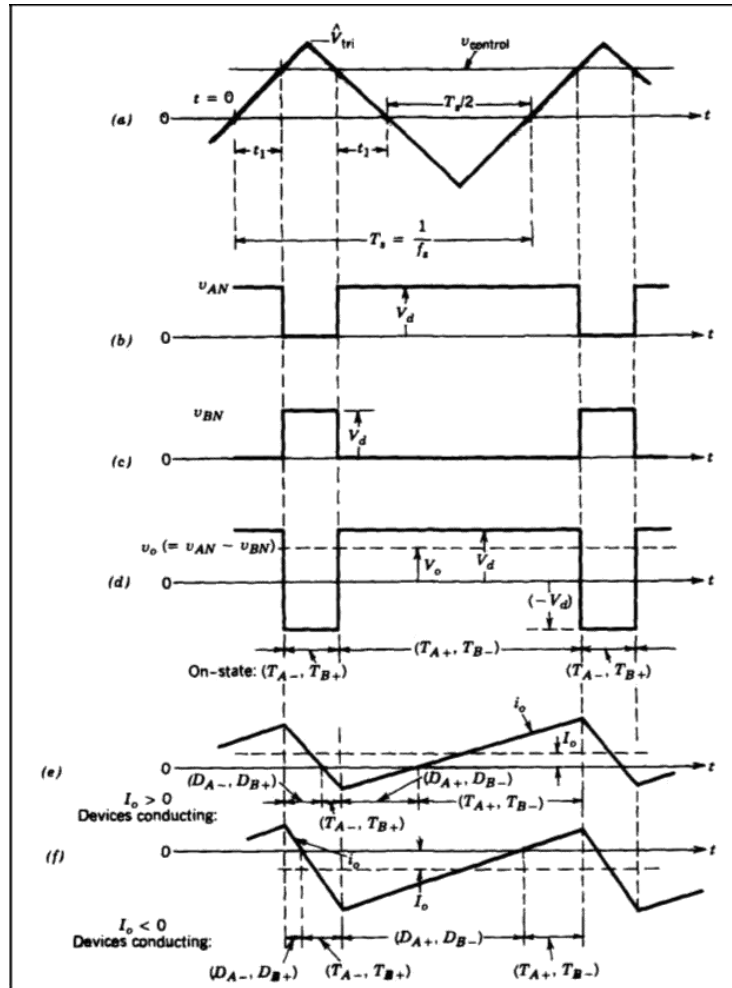 V̂tri
vcontrol
t = 0
Ts/2
(a) 0 t
t1 t2
Ts = 1/fs
vAN
Vd
(b) 0 t
vBN
Vd
(c) 0 t
vo (= vAN − vBN)
Vo Vd
(d) 0 t
(−Vd)
On-state: (TA−, TB+) (TA+, TB−) (TA−, TB+)
io
Io
(e) 0 t
Io > 0 (DA−, DB+) (DA+, DB−)
Devices conducting: (TA−, TB+) (TA+, TB−)
(f) 0 io t
Io
Io < 0 (DA+, DB−)
Devices conducting:
(DA−, DB+) (TA−, TB+) (TA+, TB−)